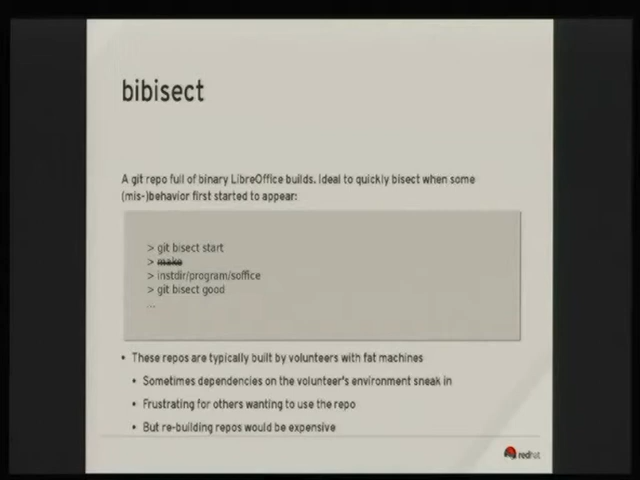 bibisect
A git repo full of binary LibreOffice builds. Ideal to quickly bisect when some
(mis-)behavior first started to appear:
> git bisect start
> make
> instdir/program/soffice
> git bisect good
...
• These repos are typically built by volunteers with fat machines
• Sometimes dependencies on the volunteer's environment sneak in
• Frustrating for others wanting to use the repo
• But re-building repos would be expensive
redhat